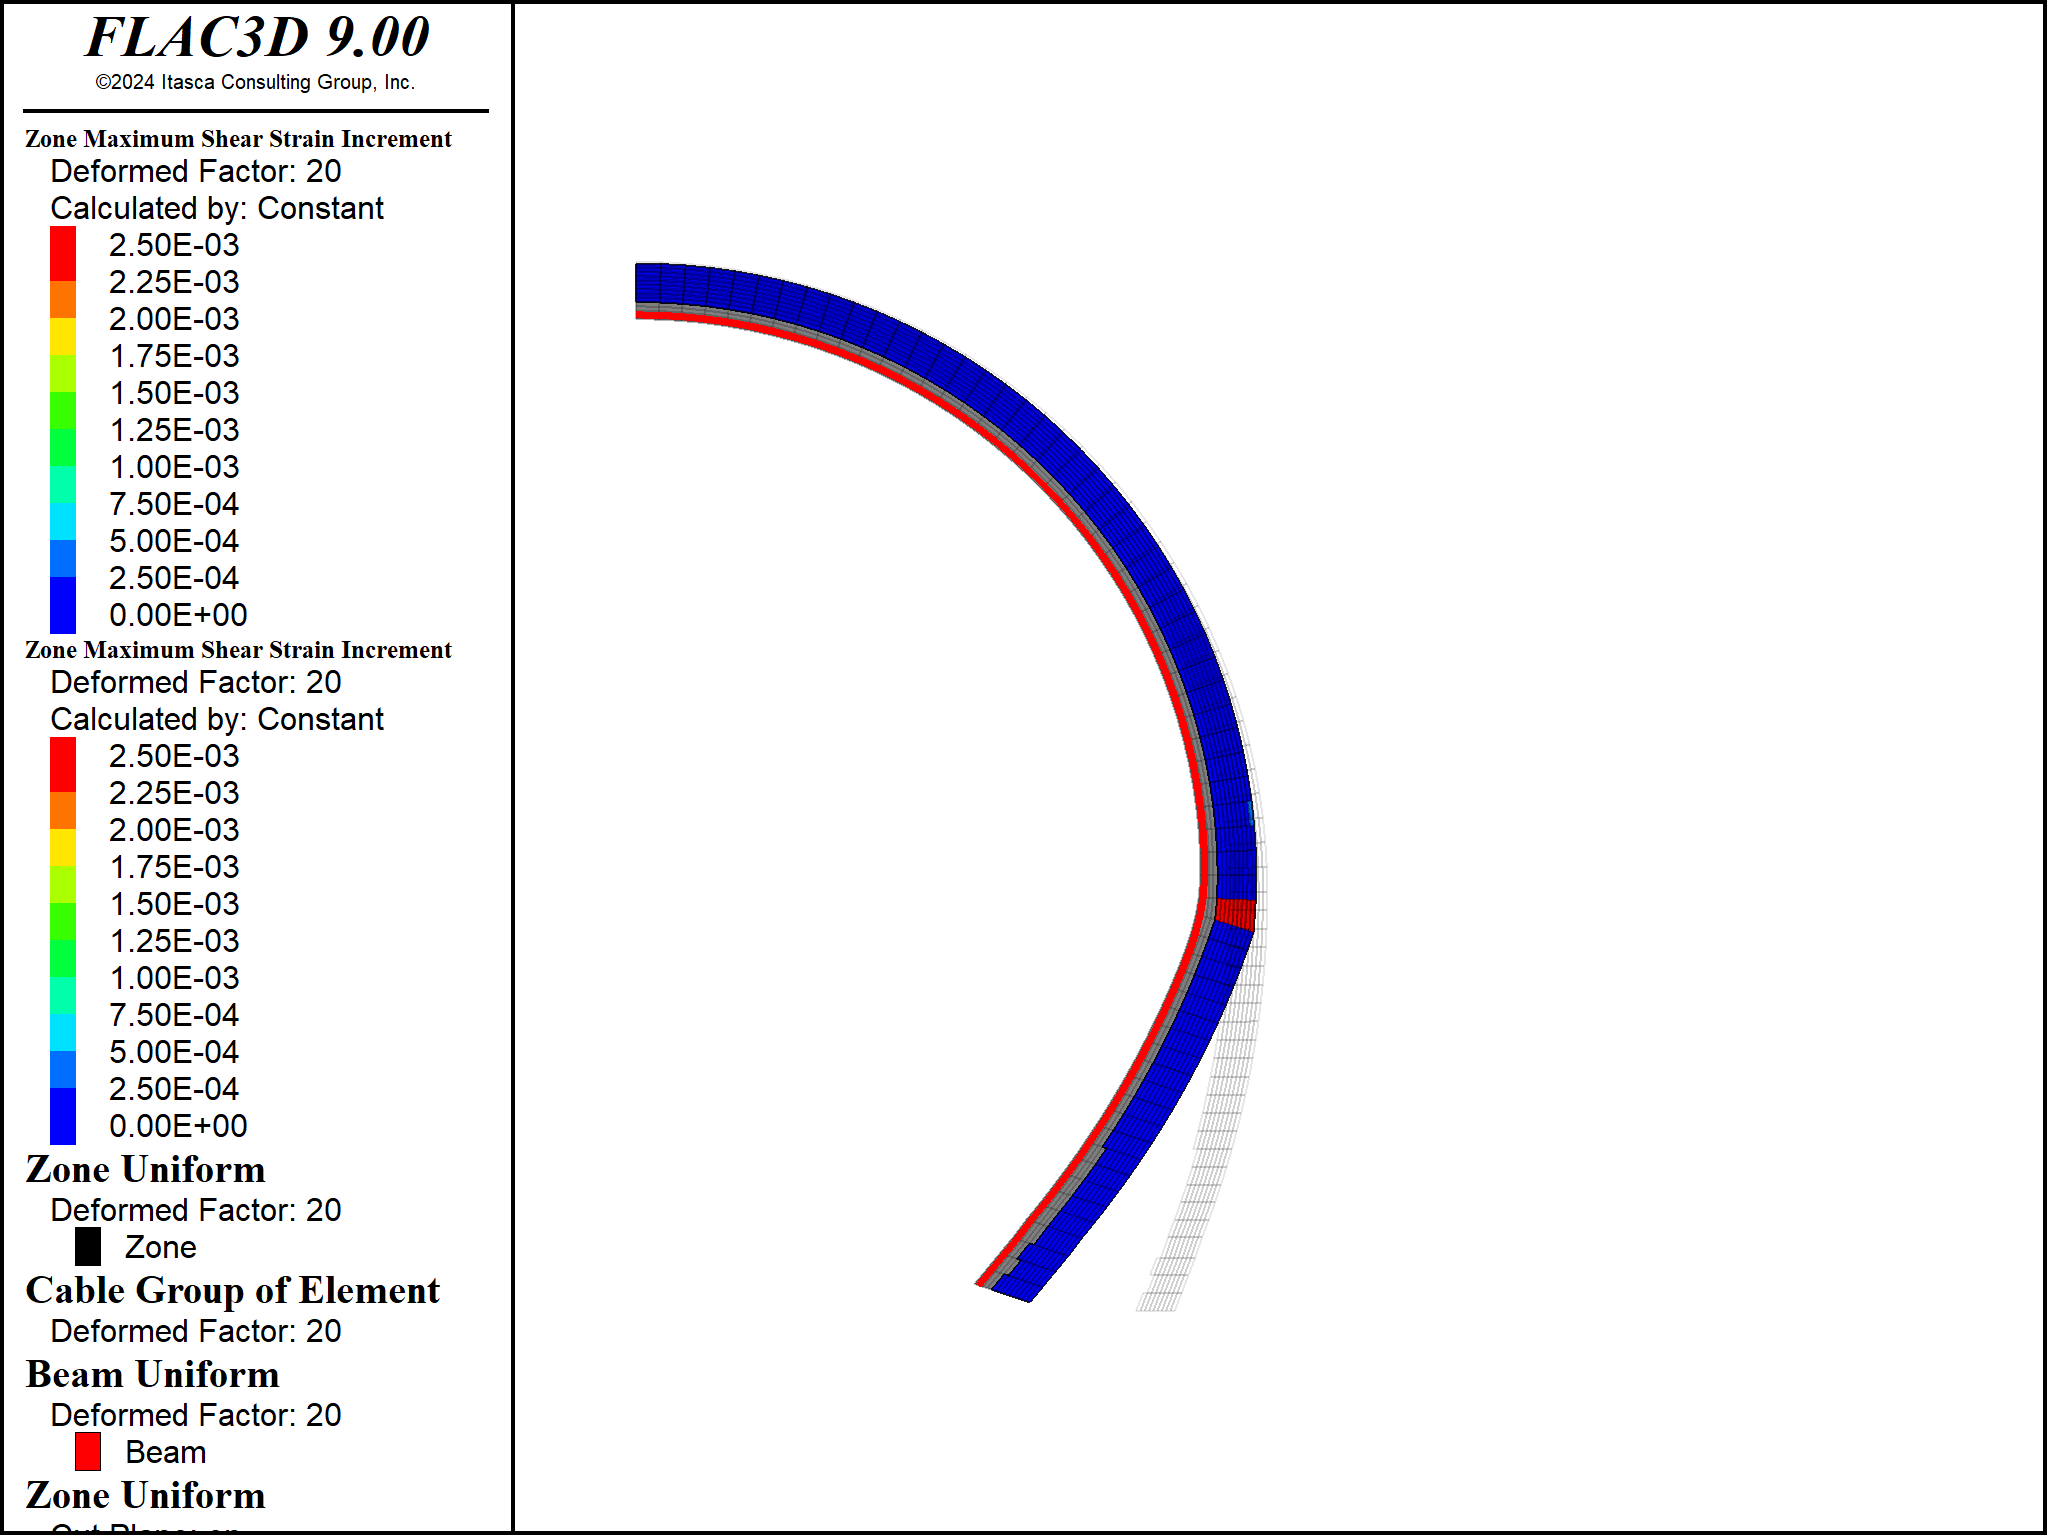 FLAC3D 9.00
©2024 Itasca Consulting Group, Inc.
Zone Maximum Shear Strain Increment
Deformed Factor: 20
Calculated by: Constant
2.50E-03
2.25E-03
2.00E-03
1.75E-03
1.50E-03
1.25E-03
1.00E-03
7.50E-04
5.00E-04
2.50E-04
0.00E+00
Zone Maximum Shear Strain Increment
Deformed Factor: 20
Calculated by: Constant
2.50E-03
2.25E-03
2.00E-03
1.75E-03
1.50E-03
1.25E-03
1.00E-03
7.50E-04
5.00E-04
2.50E-04
0.00E+00
Zone Uniform
Deformed Factor: 20
Zone
Cable Group of Element
Deformed Factor: 20
Beam Uniform
Deformed Factor: 20
Beam
Zone Uniform